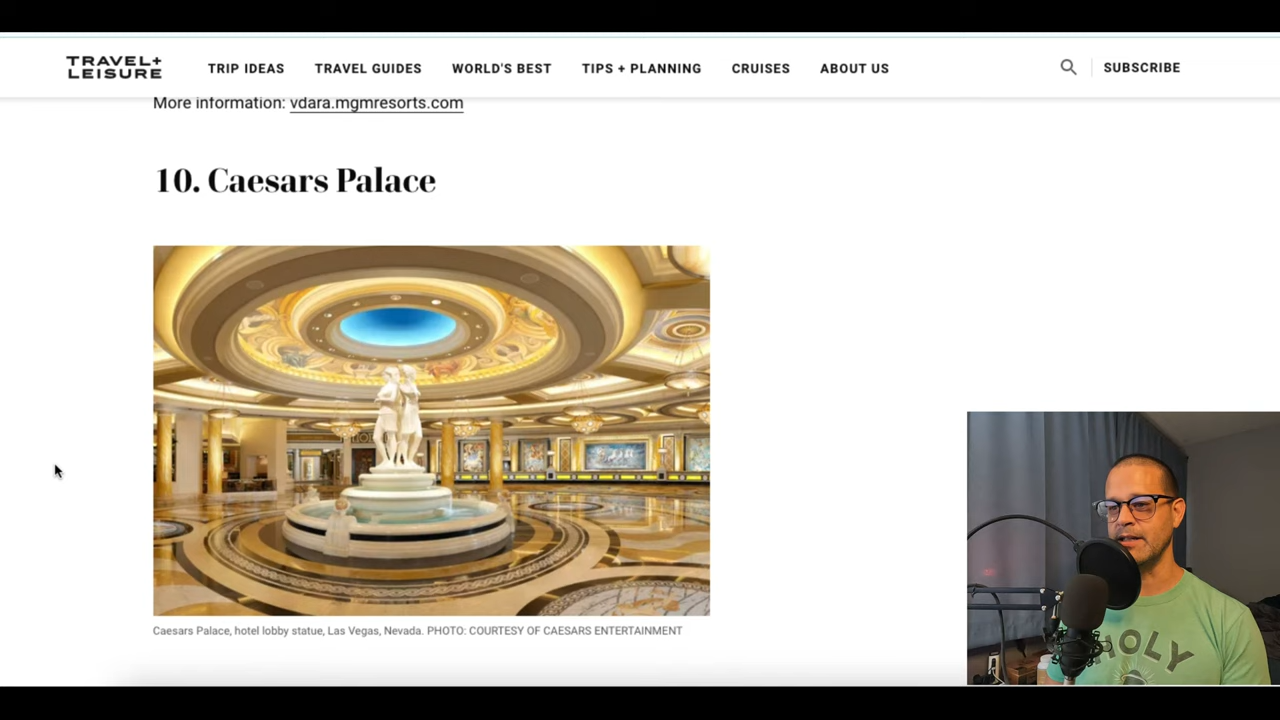 TRAVEL+
LEISURE
TRIP IDEAS
TRAVEL GUIDES
WORLD'S BEST
TIPS + PLANNING
CRUISES
ABOUT US
SUBSCRIBE
More information: vdara.mgmresorts.com
10. Caesars Palace
Caesars Palace, hotel lobby statue, Las Vegas, Nevada. PHOTO: COURTESY OF CAESARS ENTERTAINMENT
HOLY